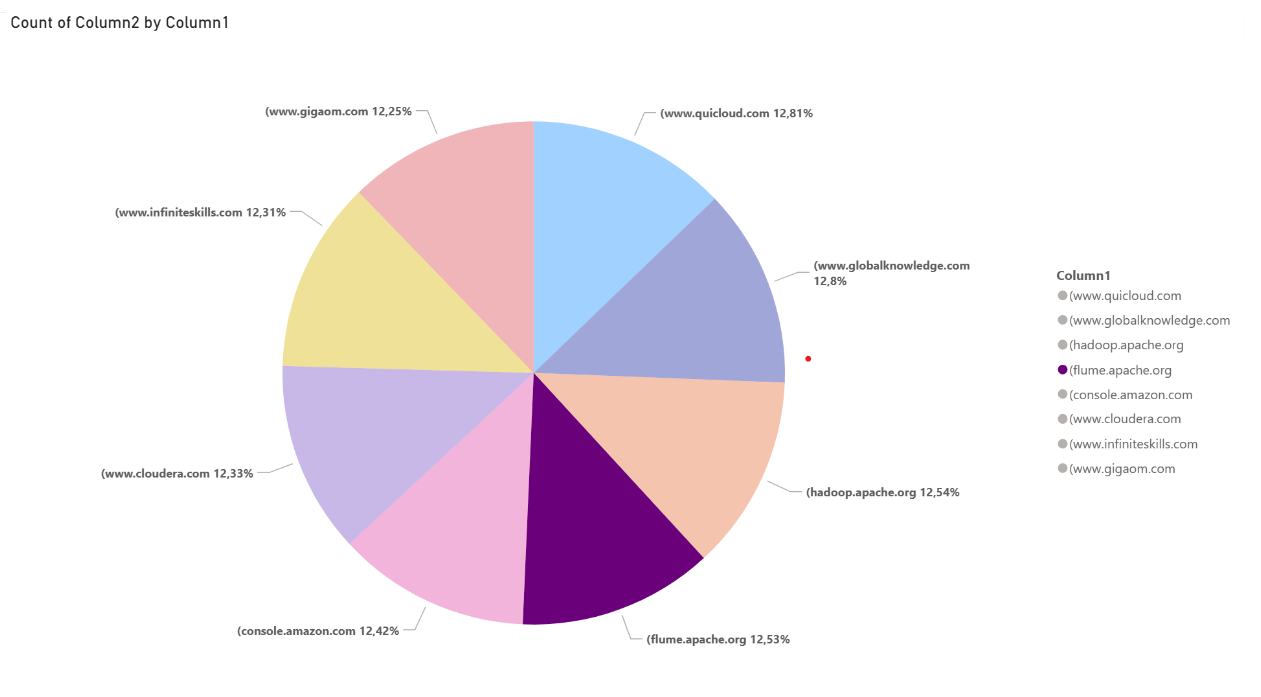 Count of Column2 by Column1
(www.gigaom.com 12,25%
(www.quicloud.com 12,81%
(www.infiniteskills.com 12,31%
(www.globalknowledge.com
12,8%
(www.cloudera.com 12,33%
(hadoop.apache.org 12,54%
(console.amazon.com 12,42%
(flume.apache.org 12,53%
Column1
(www.quicloud.com
(www.globalknowledge.com
(hadoop.apache.org
(flume.apache.org
(console.amazon.com
(www.cloudera.com
(www.infiniteskills.com
(www.gigaom.com